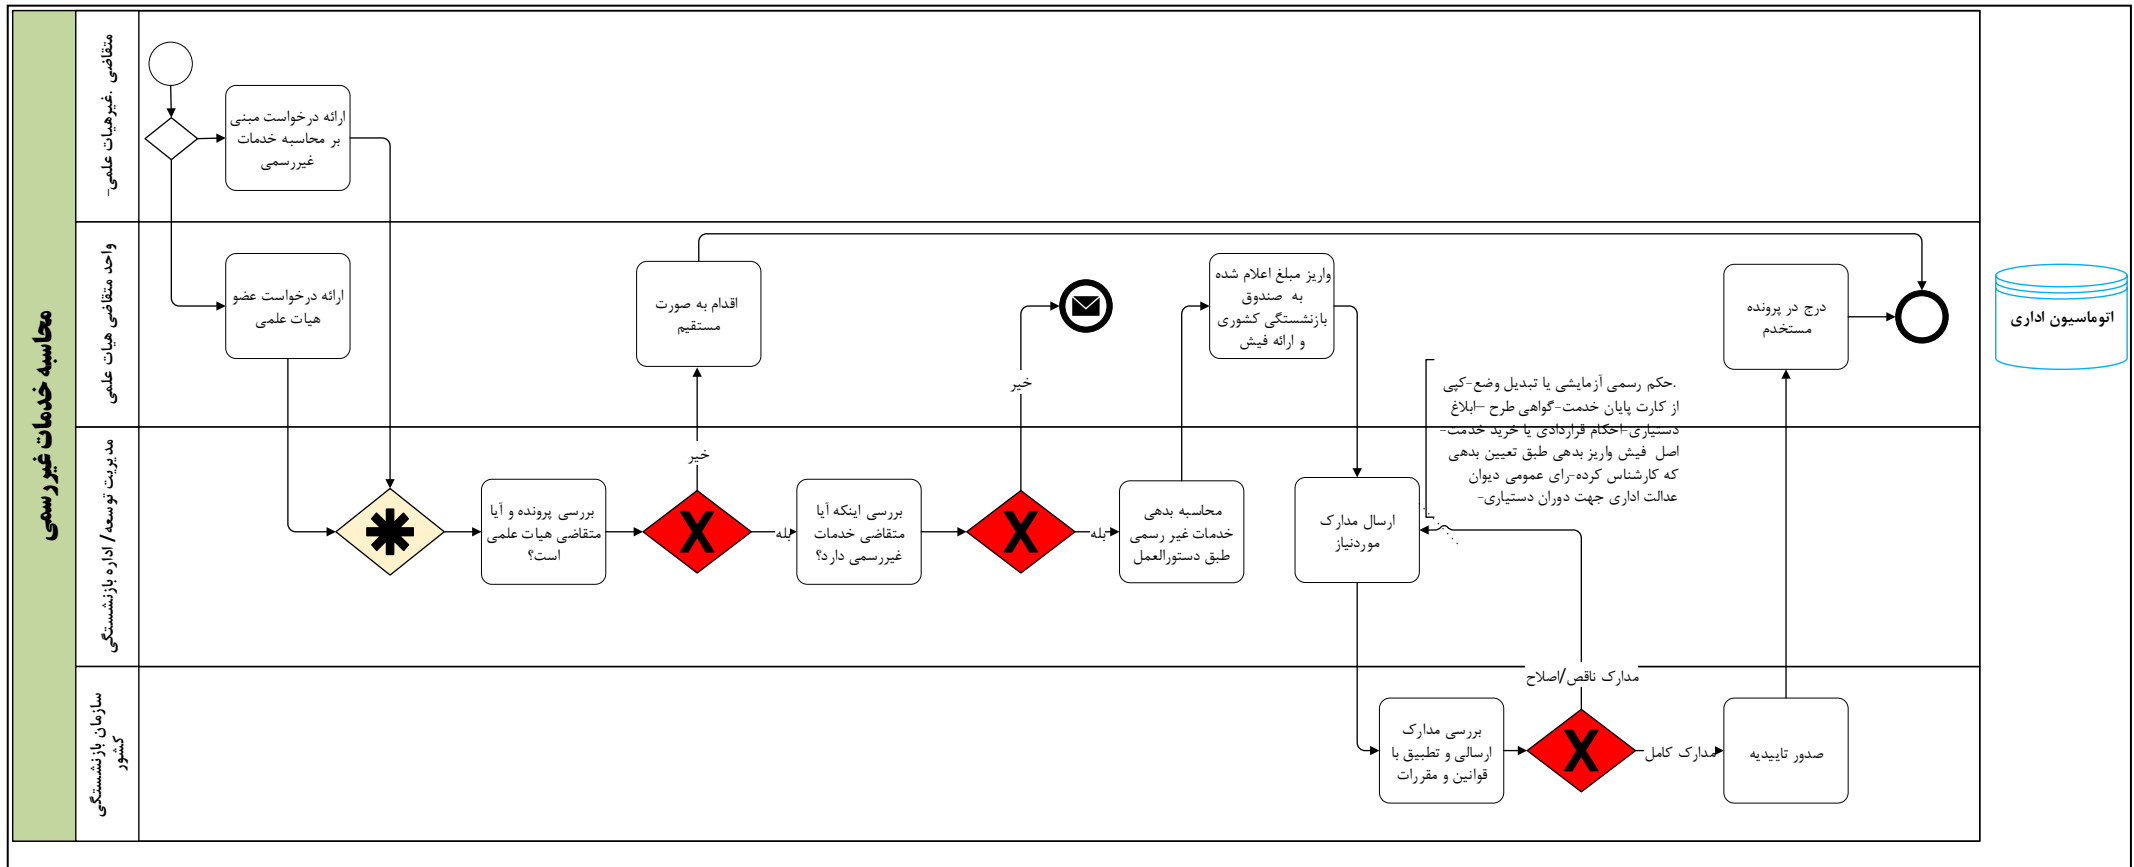 محاسبه خدمات غیررسمی
متقاضی .غیرهیات علمی-
ارائه درخواست مبنی
بر محاسبه خدمات
غیررسمی
واحد متقاضی هیات علمی
ارائه درخواست عضو
هیات علمی
اقدام به صورت
مستقیم
واریز مبلغ اعلام شده
به صندوق
بازنشستگی کشوری
و ارائه فیش
درج در پرونده
مستخدم
اتوماسیون اداری
خیر
خیر
.حکم رسمی آزمایشی یا تبدیل وضع-کپی
از کارت پایان خدمت-گواهی طرح –ابلاغ
دستیاری-احکام قراردادی یا خرید خدمت-
اصل فیش واریز بدهی طبق تعیین بدهی
که کارشناس کرده-رای عمومی دیوان
عدالت اداری جهت دوران دستیاری-
مدیریت توسعه/ اداره بازنشستگی
بررسی پرونده و آیا
متقاضی هیات علمی
است؟
بله
بررسی اینکه آیا
متقاضی خدمات
غیررسمی دارد؟
بله
محاسبه بدهی
خدمات غیر رسمی
طبق دستورالعمل
ارسال مدارک
موردنیاز
سازمان بازنشستگی
کشور
مدارک ناقص/اصلاح
بررسی مدارک
ارسالی و تطبیق با
قوانین و مقررات
مدارک کامل
صدور تاییدیه